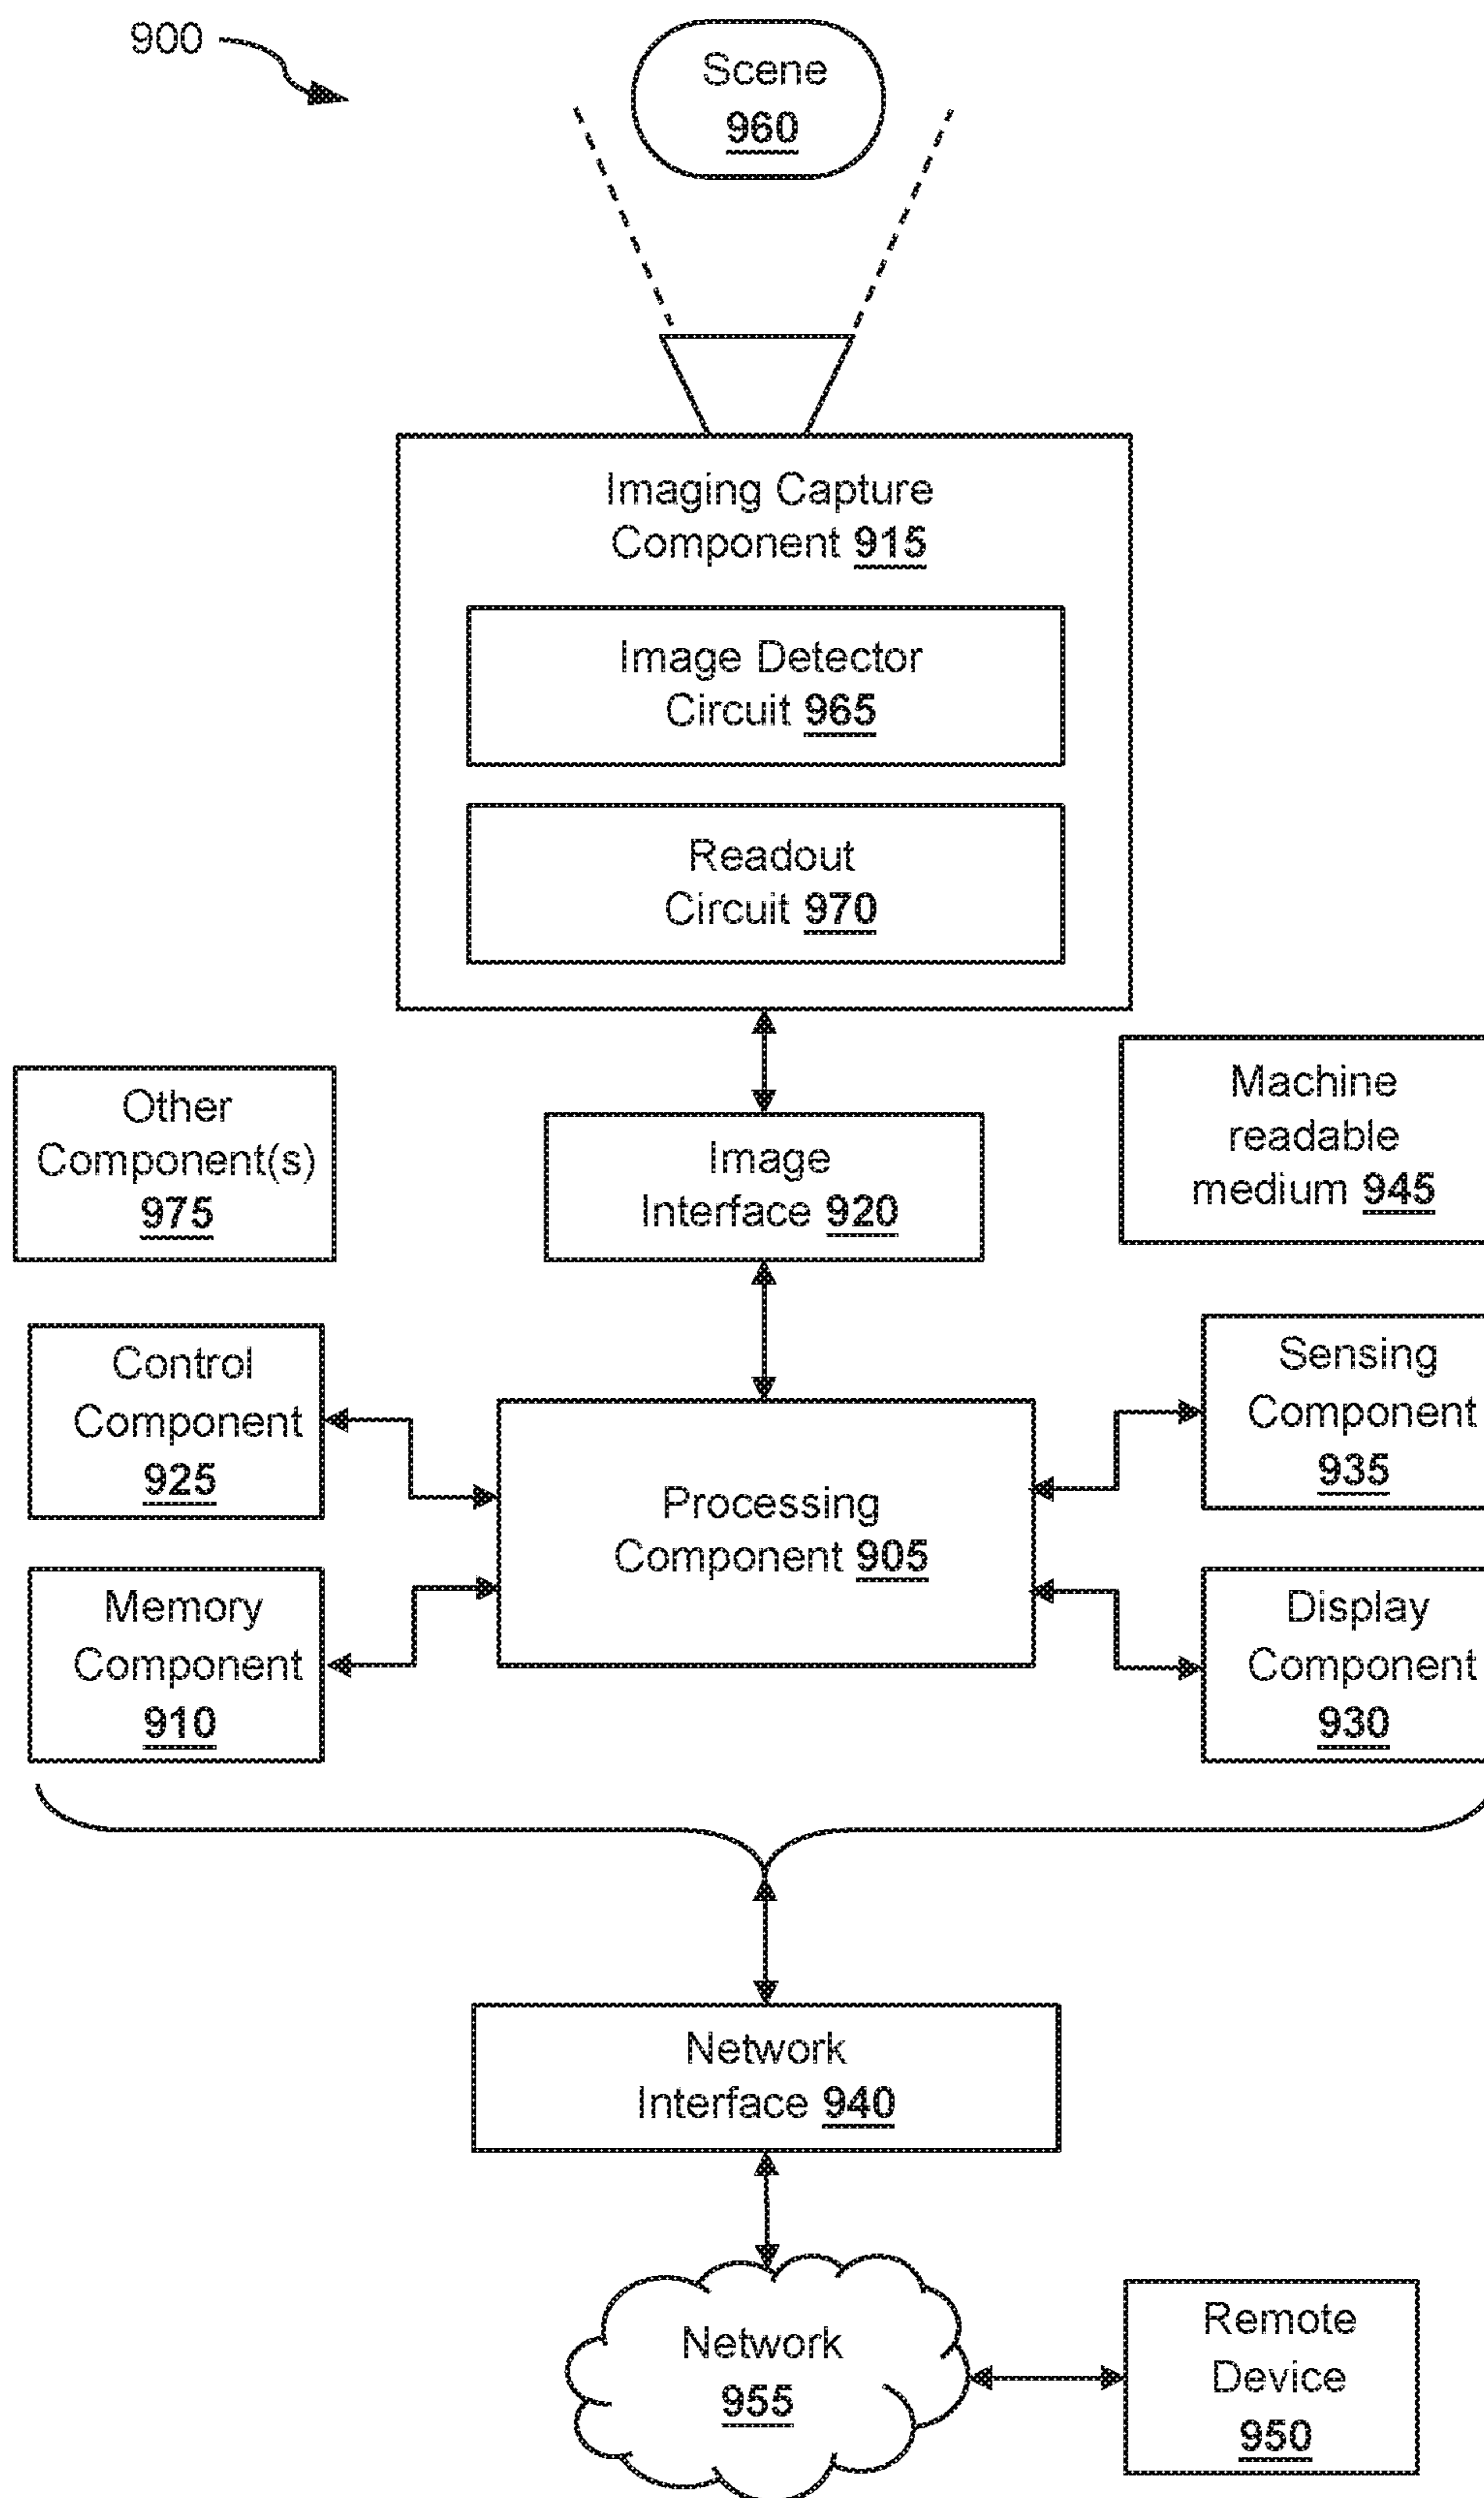 900
Scene
960
Imaging Capture
Component 915
Image Detector
Circuit 965
Readout
Circuit 970
Other
Component(s)
975
Image
Interface 920
Machine
readable
medium 945
Control
Component
925
Processing
Component 905
Sensing
Component
935
Memory
Component
910
Display
Component
930
Network
Interface 940
Network
955
Remote
Device
950